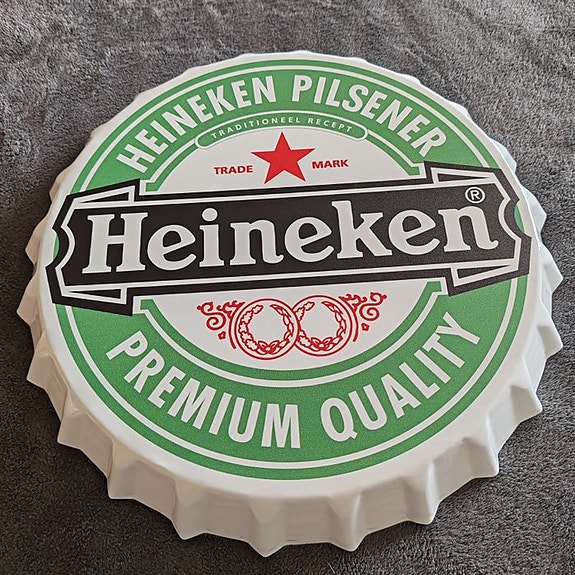 HEINEKEN PILSENER
TRADITIONEEL RECEPT
TRADE MARK
Heineken®
PREMIUM QUALITY